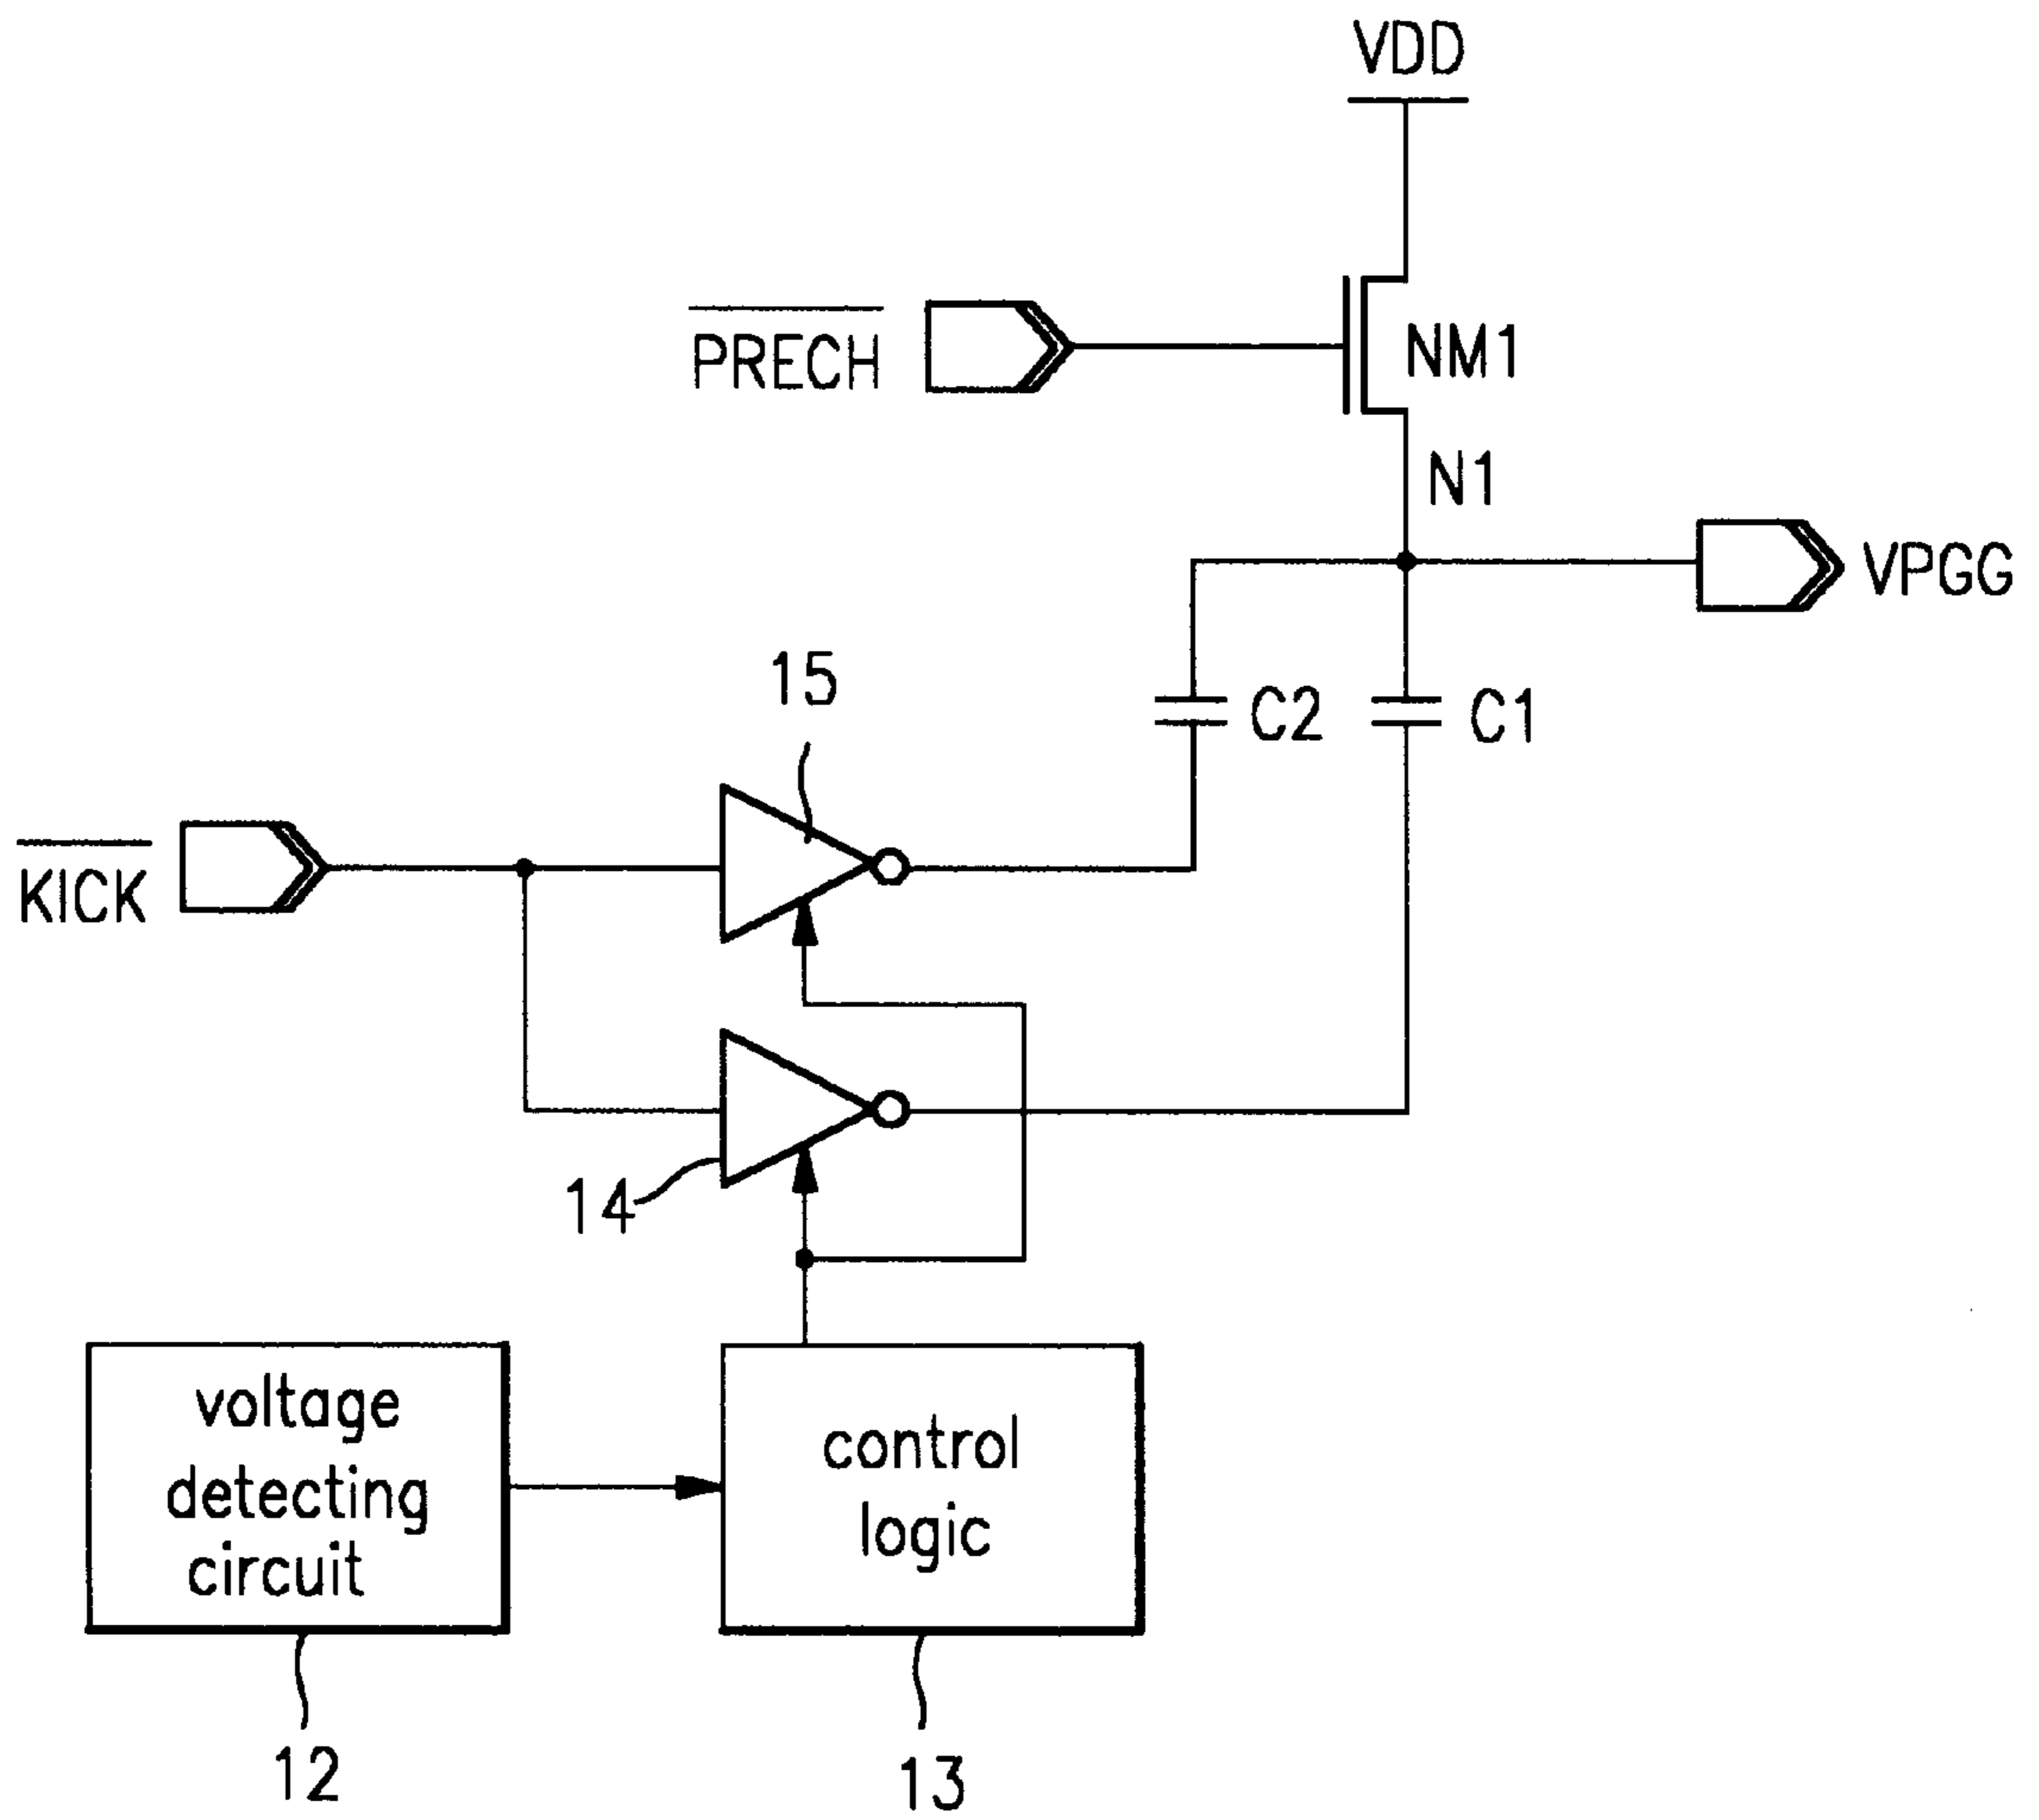 VDD
PRECH
NM1
N1
VPGG
15
C2
C1
KICK
14
voltage
detecting
circuit
control
logic
12
13